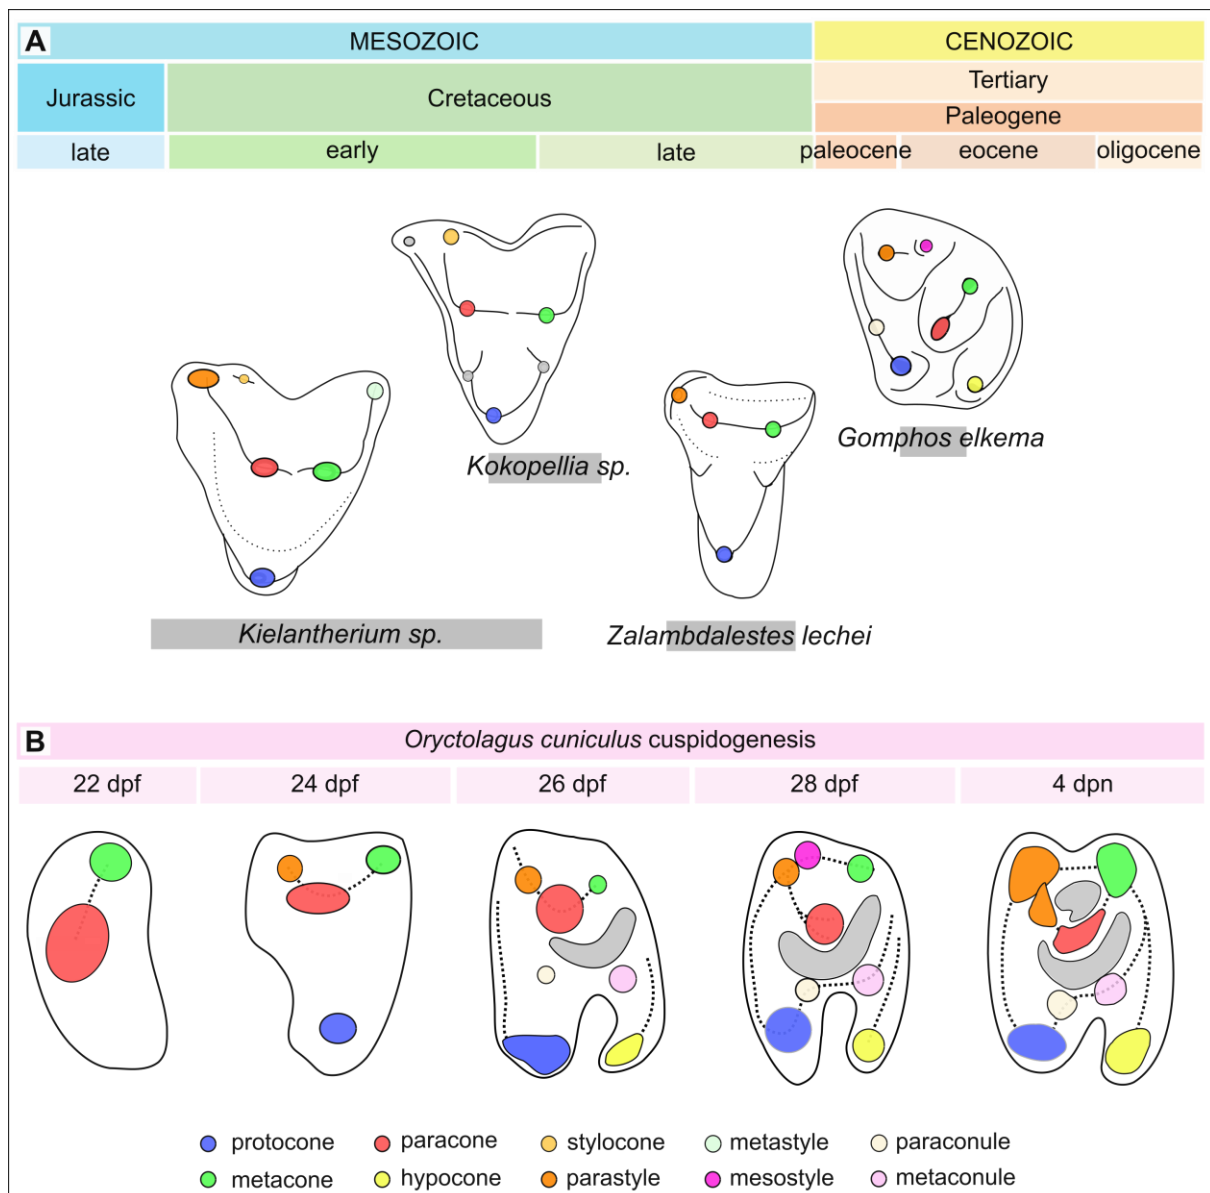 A
MESOZOIC
CENOZOIC
Jurassic
Cretaceous
Tertiary
Paleogene
late
early
late
paleocene
eocene
oligocene
Kokopellia sp.
Gomphos elkema
Kielantherium sp.
Zalambdalestes lechei
B
Oryctolagus cuniculus cuspidogenesis
22 dpf
24 dpf
26 dpf
28 dpf
4 dpn
protocone
paracone
stylocone
metastyle
paraconule
metacone
hypocone
parastyle
mesostyle
metaconule